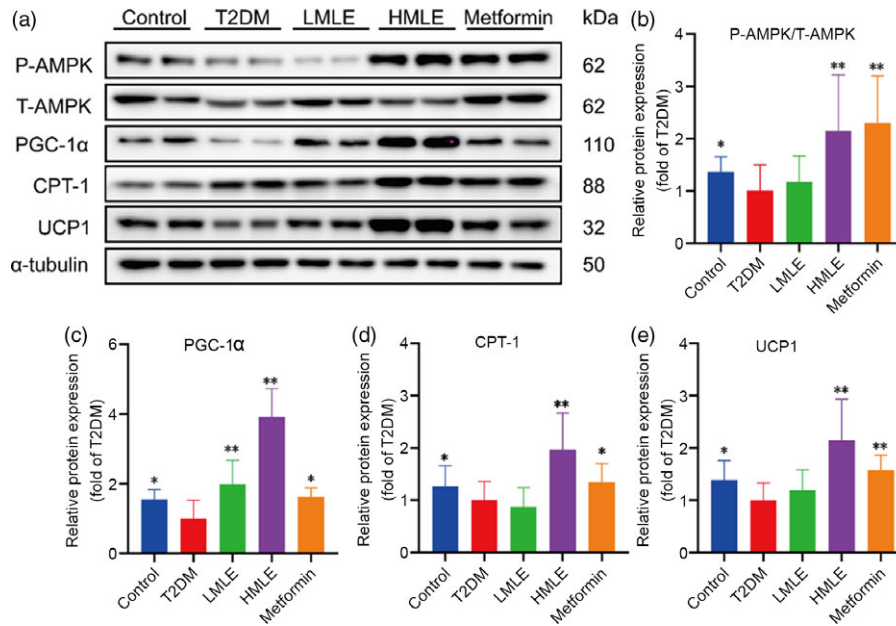 (a)
Control T2DM LMLE HMLE Metformin kDa
P-AMPK 62
T-AMPK 62
PGC-1α 110
CPT-1 88
UCP1 32
α-tubulin 50
(b)
P-AMPK/T-AMPK
Relative protein expression
(fold of T2DM)
4
3
2
1
0
* ** **
Control T2DM LMLE HMLE Metformin
(c)
PGC-1α
Relative protein expression
(fold of T2DM)
6
4
2
0
* ** ** *
Control T2DM LMLE HMLE Metformin
(d)
CPT-1
Relative protein expression
(fold of T2DM)
4
3
2
1
0
* ** *
Control T2DM LMLE HMLE Metformin
(e)
UCP1
Relative protein expression
(fold of T2DM)
4
3
2
1
0
* ** **
Control T2DM LMLE HMLE Metformin